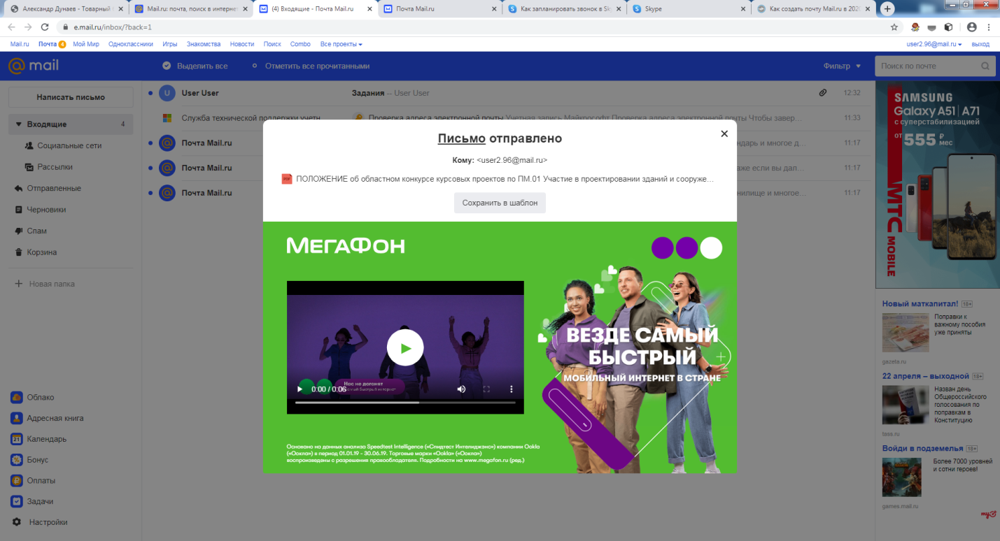 Александр Дунаев - Товарный
Mail.ru: почта, поиск в интернет
(4) Входящие - Почта Mail.ru
Почта Mail.ru
Как запланировать звонок в Sky
Skype
Как создать почту Mail.ru в 202
e.mail.ru/inbox/?back=1
Mail.ru Почта 4 Мой Мир Одноклассники Игры Знакомства Новости Поиск Combo Все проекты
user2.96@mail.ru выход
@mail
Выделить все
Отметить все прочитанными
Фильтр
Поиск по почте
Написать письмо
Входящие 4
Социальные сети
Рассылки
Отправленные
Черновики
Спам
Корзина
Новая папка
Облако
Адресная книга
21 Календарь
Бонус
Оплаты
Задачи
Настройки
U User User Задания -- User User 12:32
Служба технической поддержки учетн Проверка адреса электронной почты Учетная запись Майкрософт Проверка адреса электронной почты Чтобы завер... 11:33
Почта Mail.ru ндарь и многое д... 11:17
Почта Mail.ru аже если вы дал... 11:17
Почта Mail.ru нилище и многое... 11:17
Письмо отправлено
Кому: <user2.96@mail.ru>
PDF ПОЛОЖЕНИЕ об областном конкурсе курсовых проектов по ПМ.01 Участие в проектировании зданий и сооруже...
Сохранить в шаблон
МЕГАФОН
Нас не догонят
ский быстрый интернет
0:00 / 0:06
ВЕЗДЕ САМЫЙ
БЫСТРЫЙ
МОБИЛЬНЫЙ ИНТЕРНЕТ В СТРАНЕ
Основано на данных анализа Speedtest Intelligence («Спидтест Интелиджэнс») компании Ookla
(«Оокла») в период 01.01.19 - 30.06.19. Торговые марки «Ookla» («Оокла»)
воспроизведены с разрешения правообладателя. Подробности на www.megafon.ru (ред.)
SAMSUNG
Galaxy A51 | A71
с суперстабилизацией
от 555 ₽
мес
МТС MOBILE
Новый маткапитал! 18+
Поправки к
важному пособия
уже приняты
gazeta.ru
22 апреля – выходной 18+
Назван день
Общероссийского
голосования по
поправкам в
Конституцию
tass.ru
Войди в подземелья 18+
Более 7000 уровней
и сотни героев!
games.mail.ru